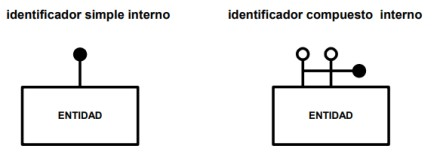 identificador simple interno
identificador compuesto interno
ENTIDAD
ENTIDAD